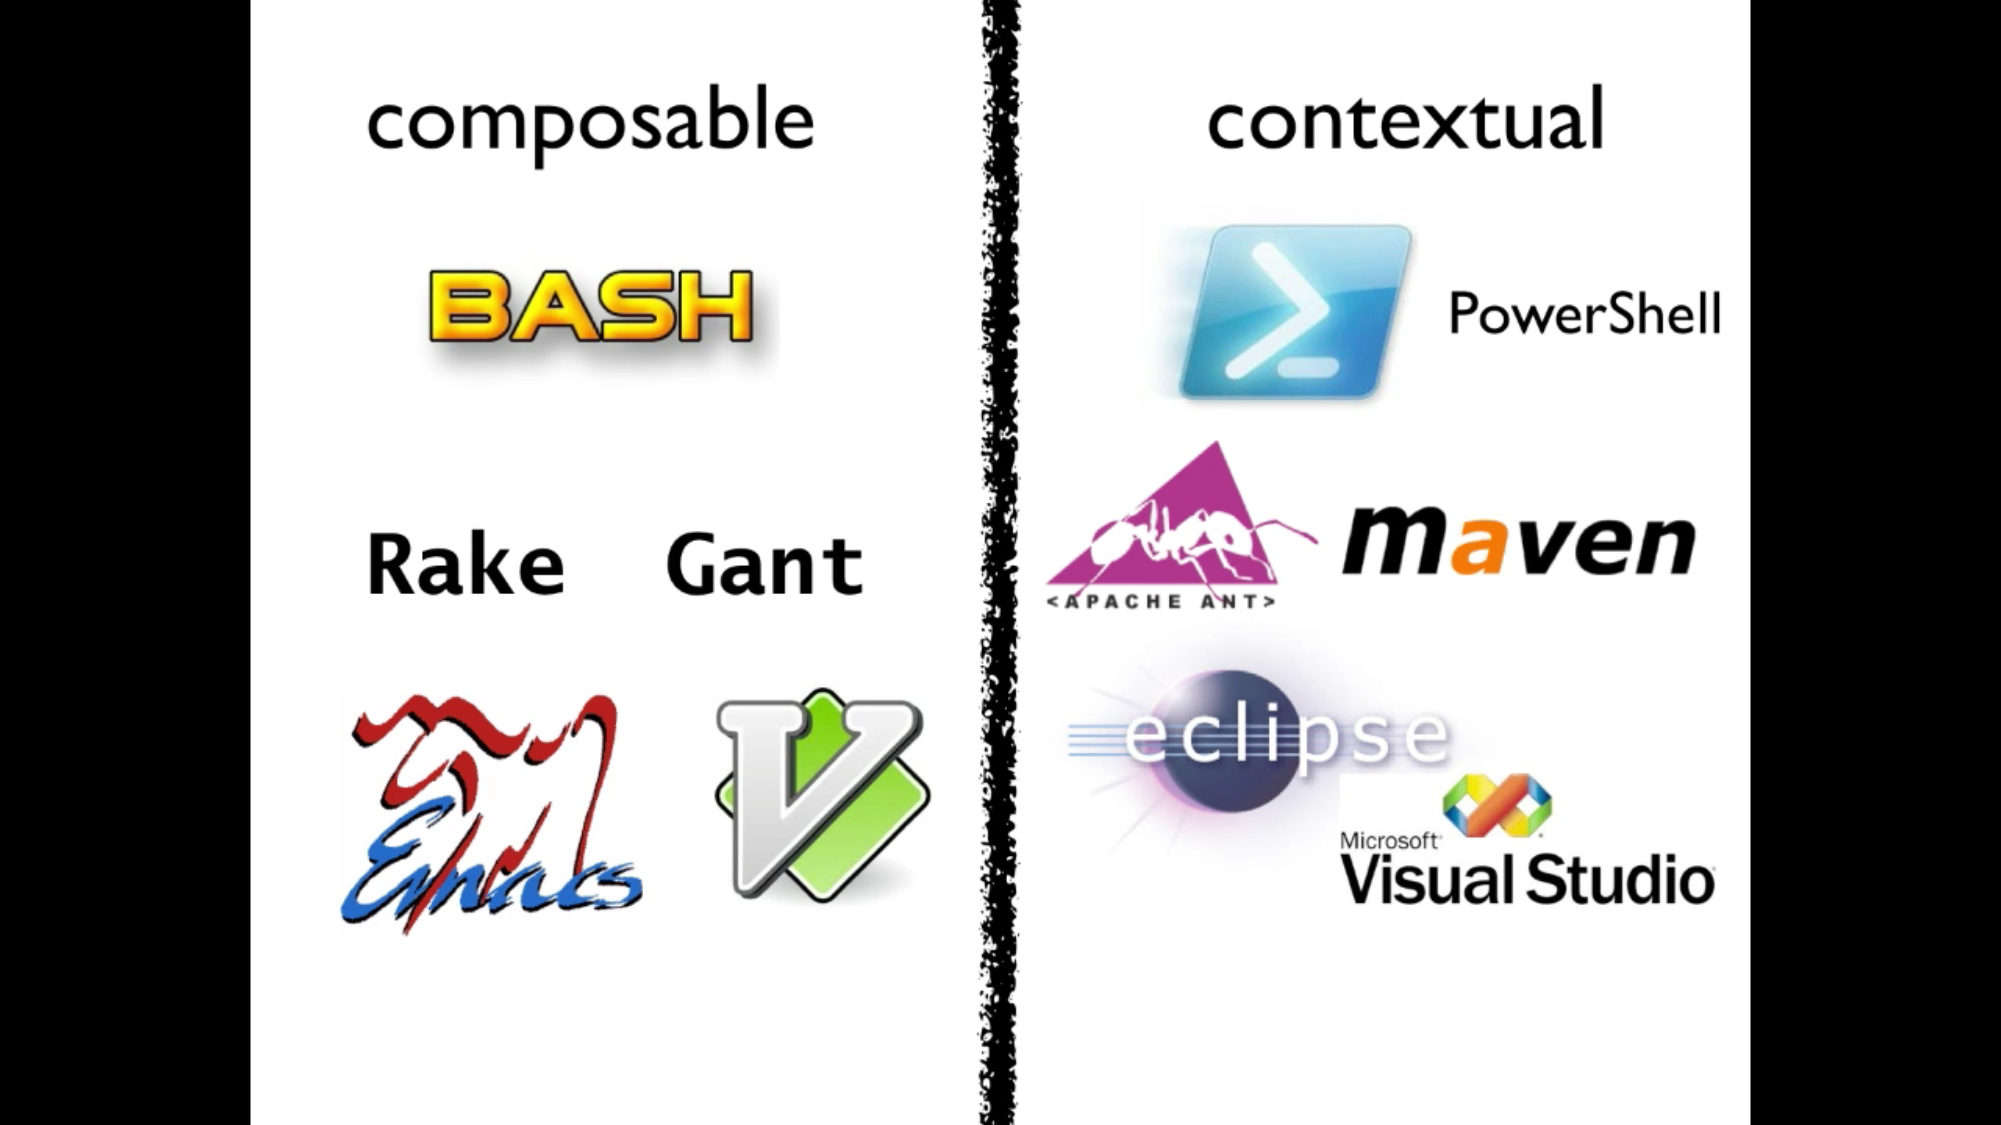 composable
BASH
Rake Gant
Emacs
V
contextual
PowerShell
<APACHE ANT>
maven
eclipse
Microsoft
Visual Studio